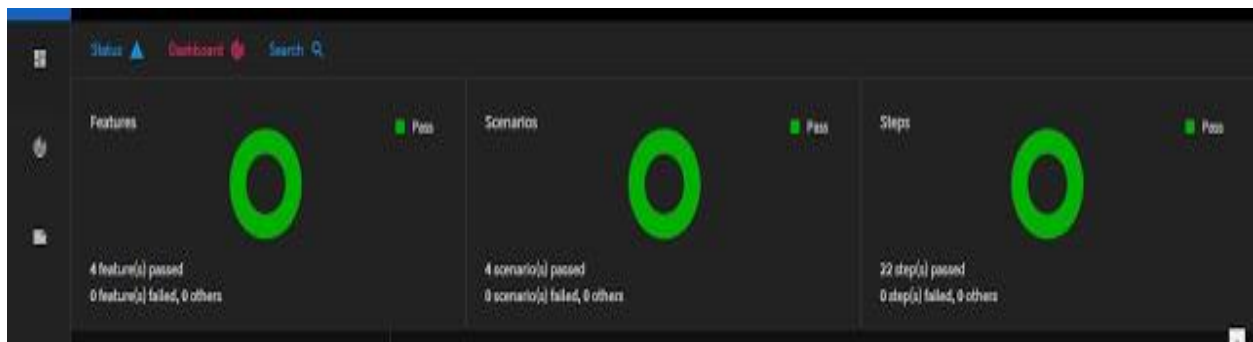 Status Dashboard Search
Features
Pass
4 feature(s) passed
0 feature(s) failed, 0 others
Scenarios
Pass
4 scenario(s) passed
0 scenario(s) failed, 0 others
Steps
Pass
22 step(s) passed
0 step(s) failed, 0 others